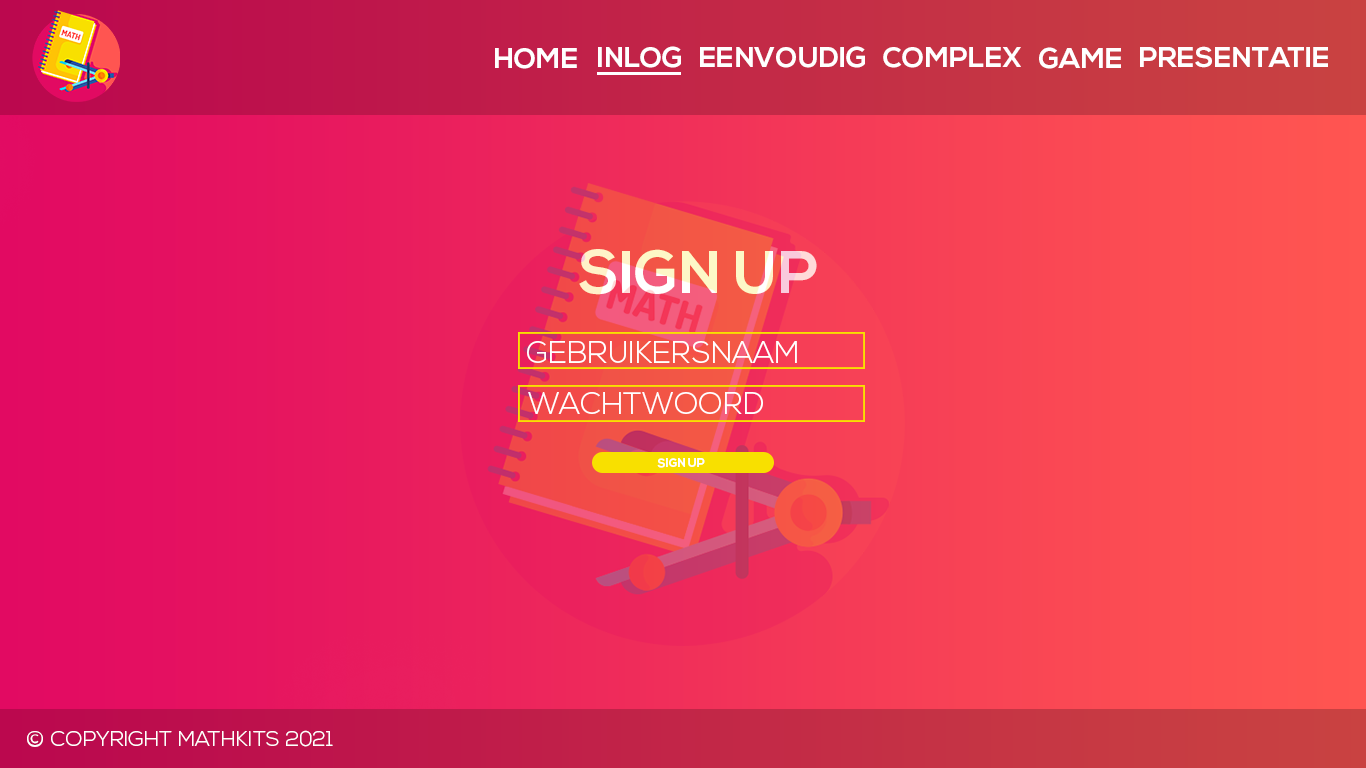 MATH
HOME INLOG EENVOUDIG COMPLEX GAME PRESENTATIE
SIGN UP
MATH
GEBRUIKERSNAAM
WACHTWOORD
SIGN UP
© COPYRIGHT MATHKITS 2021